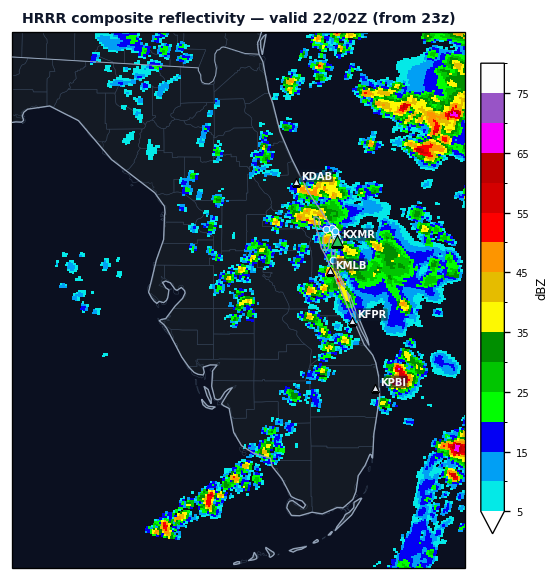 HRRR composite reflectivity — valid 22/02Z (from 23z)
75
65
55
45
35
25
15
5
dBZ
KDAB
KXMR
KMLB
KFPR
KPBI